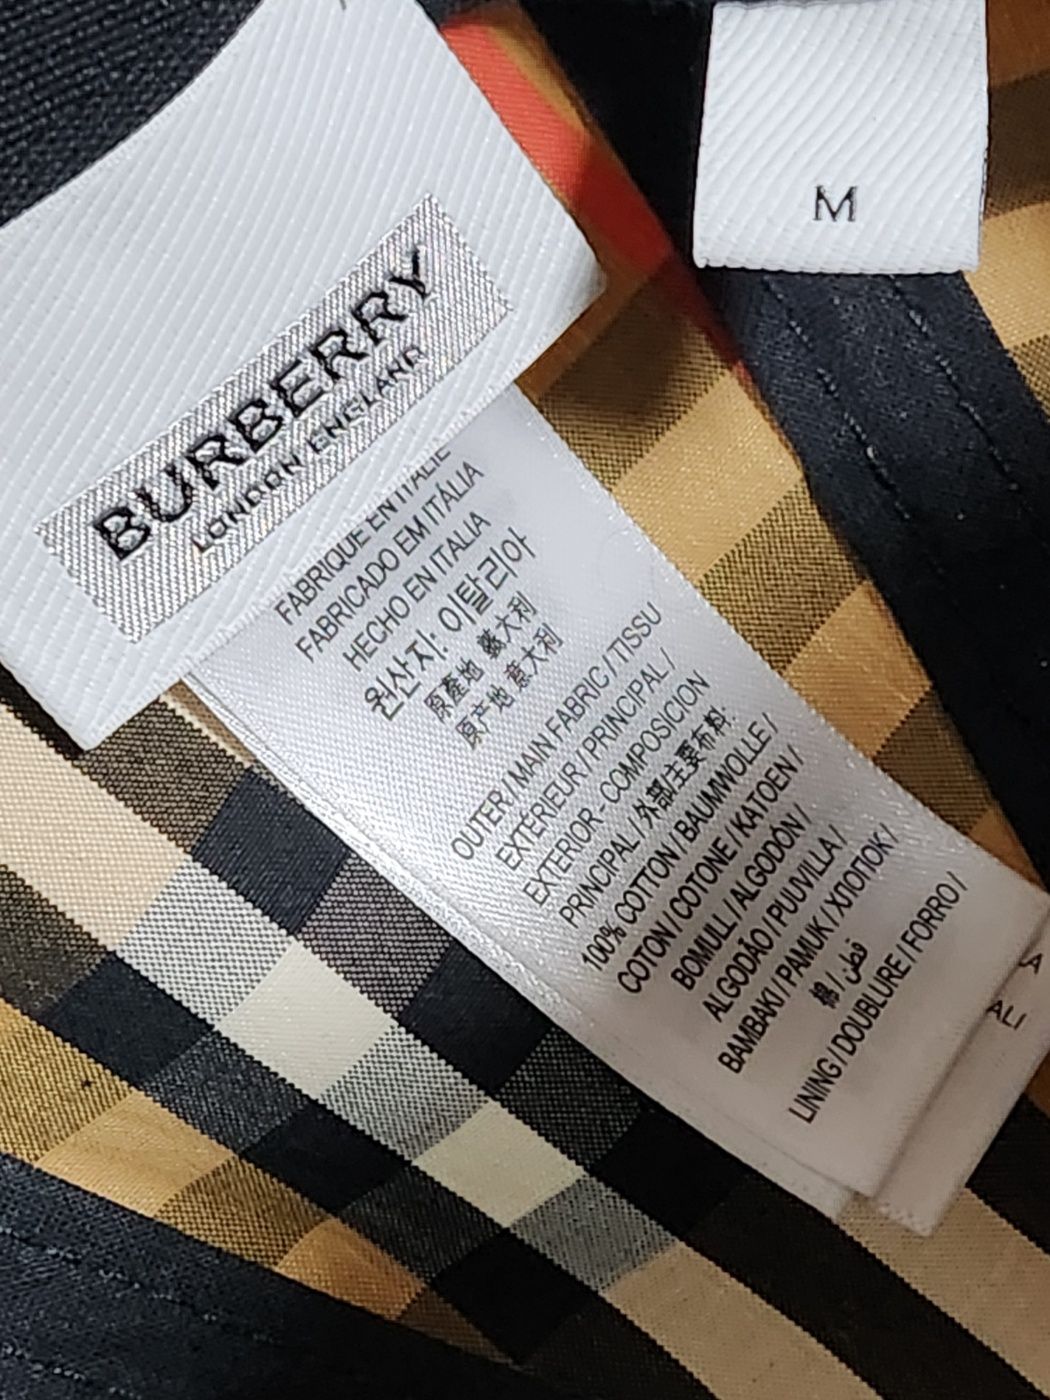 BURBERRY
LONDON ENGLAND
M
FABRIQUE EN ITALIE
FABRICADO EM ITÁLIA
HECHO EN ITALIA
원산지: 이탈리아
原產地 義大利
原产地 意大利
OUTER / MAIN FABRIC / TISSU
EXTÉRIEUR / PRINCIPAL /
EXTERIOR - COMPOSICION
PRINCIPAL / 外部主要布料:
100% COTTON / BAUMWOLLE /
COTON / COTONE / KATOEN /
BOMULL / ALGODÓN /
ALGODÃO / PUUVILLA /
BAMBAKI / PAMUK / ХЛОПОК /
棉 / قطن
LINING / DOUBLURE / FORRO /